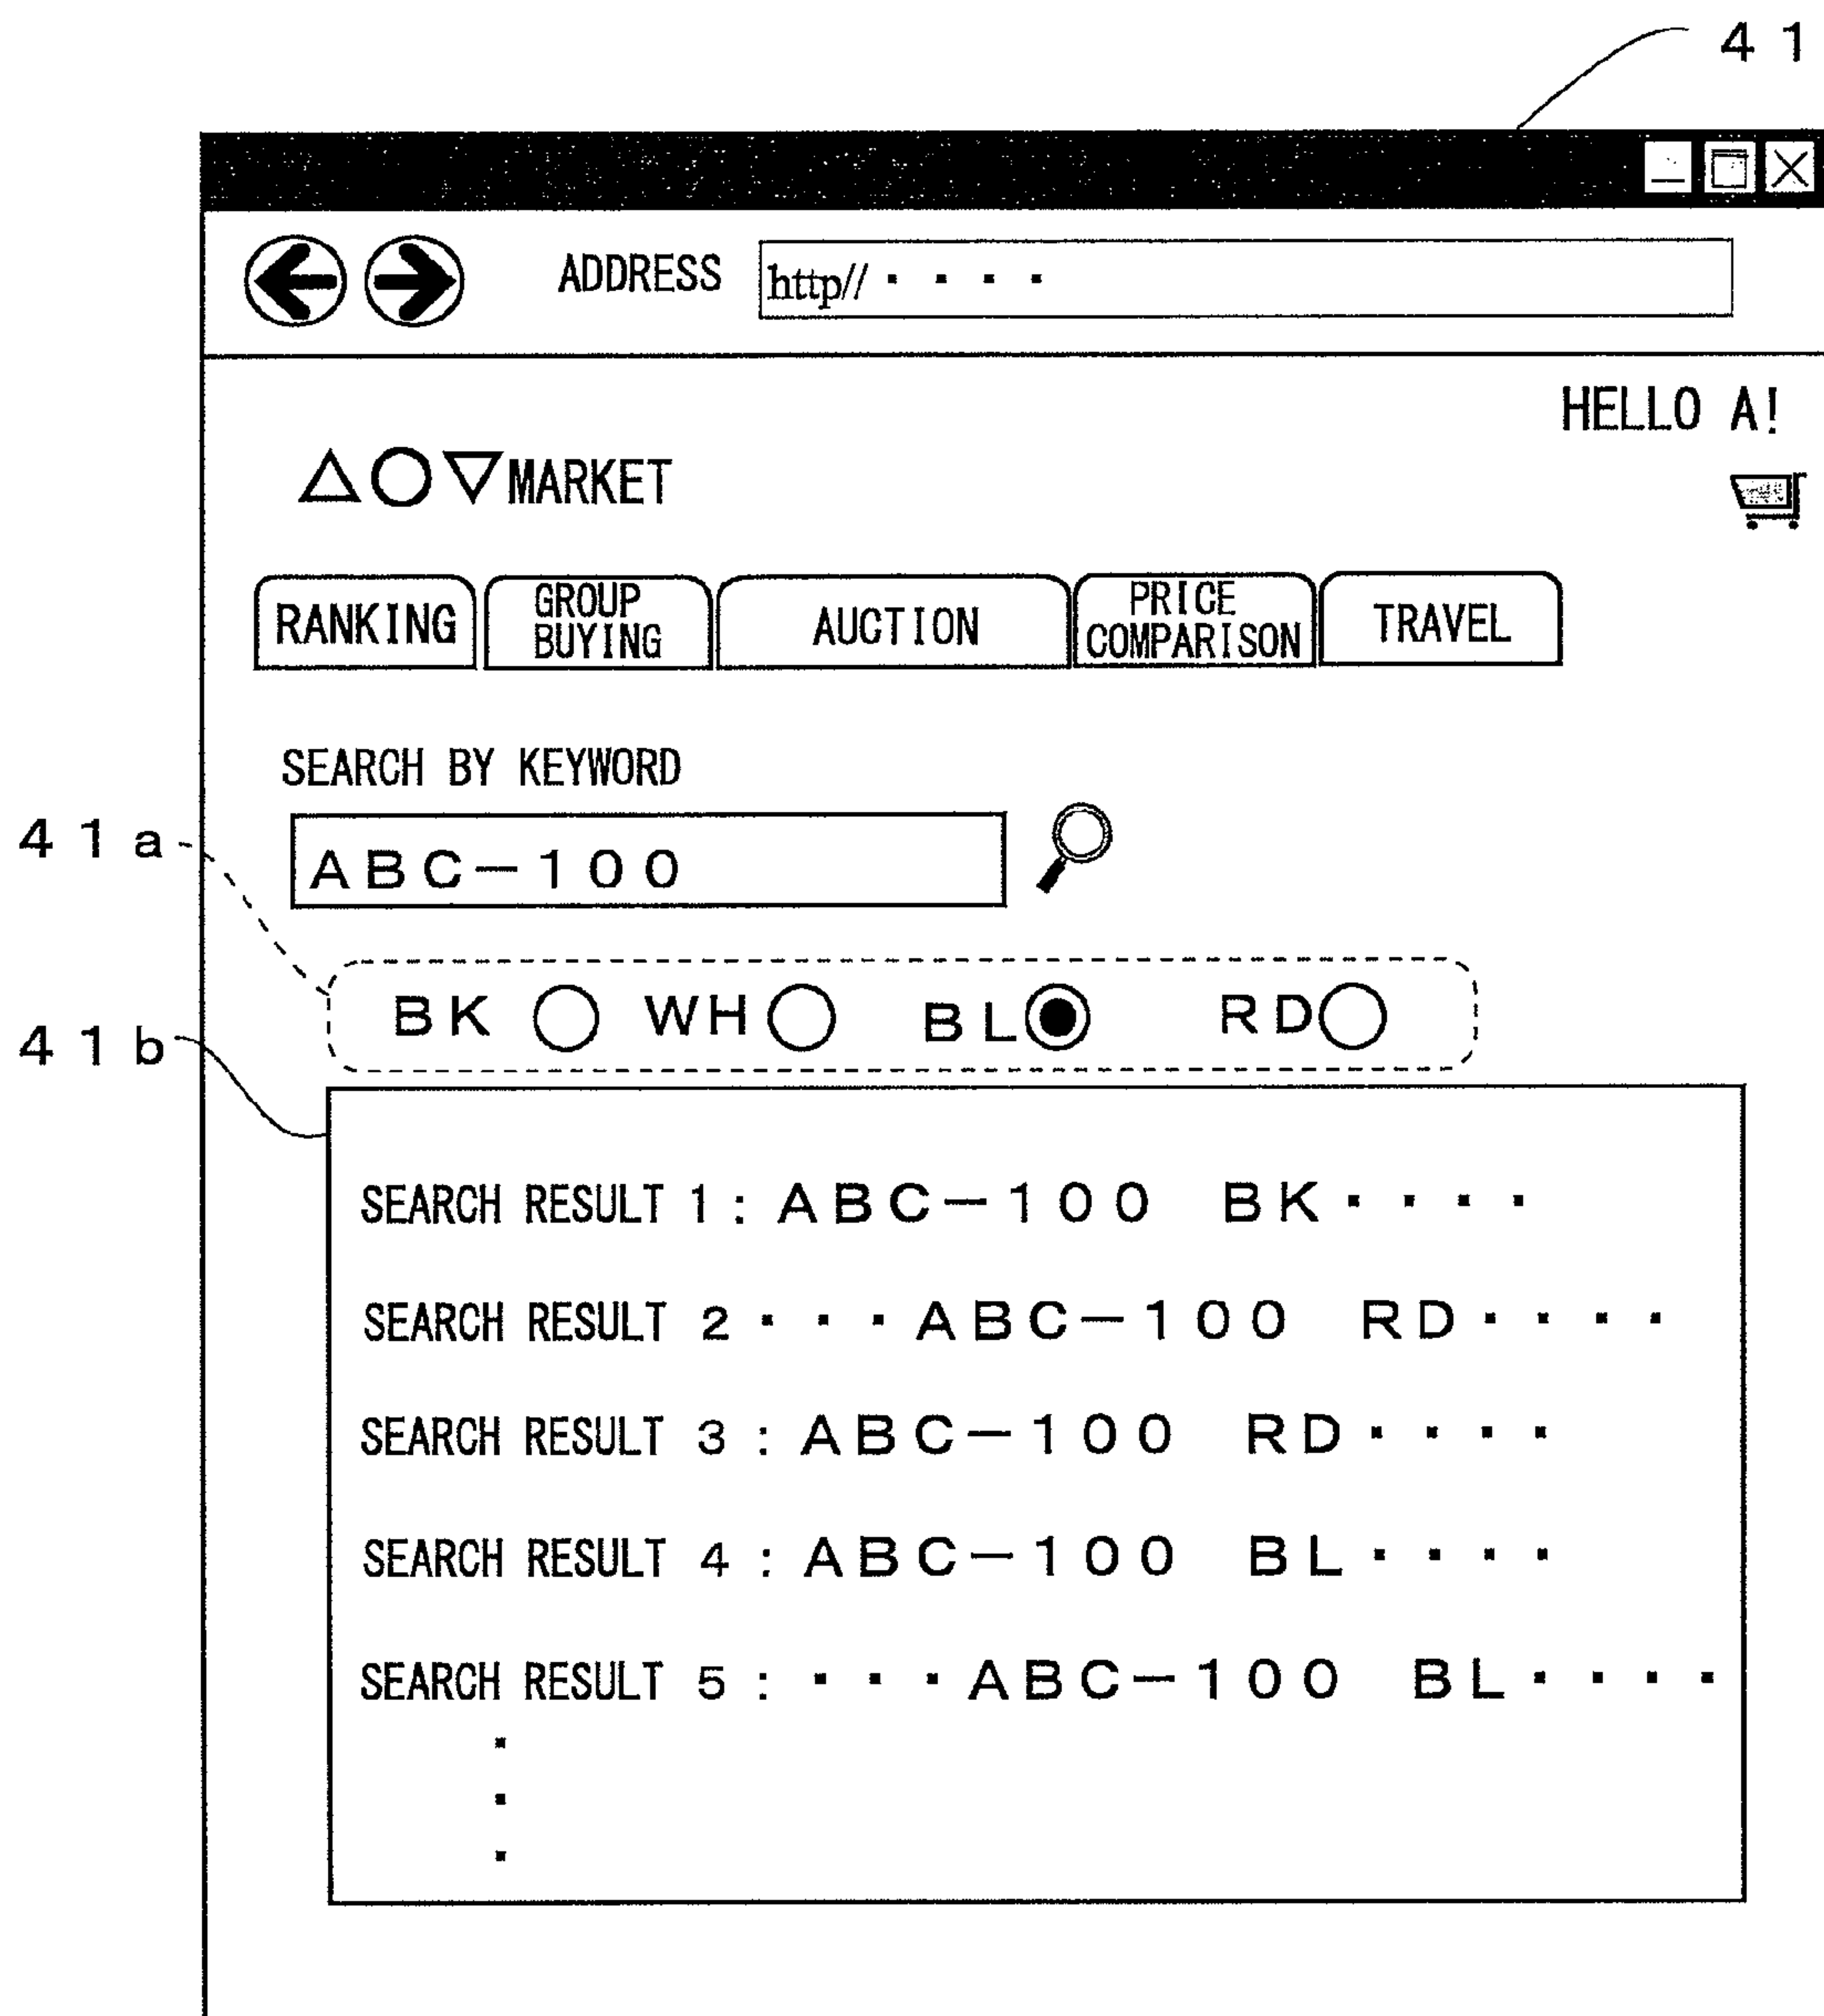 41
ADDRESS http// ・・・・
HELLO A!
△○▽MARKET
RANKING
GROUP
BUYING
AUCTION
PRICE
COMPARISON
TRAVEL
SEARCH BY KEYWORD
41a
ABC-100
BK WH BL RD
41b
SEARCH RESULT 1: ABC-100 BK・・・・
SEARCH RESULT 2・・・ABC-100 RD・・・・
SEARCH RESULT 3: ABC-100 RD・・・・
SEARCH RESULT 4: ABC-100 BL・・・・
SEARCH RESULT 5: ・・・ABC-100 BL・・・・